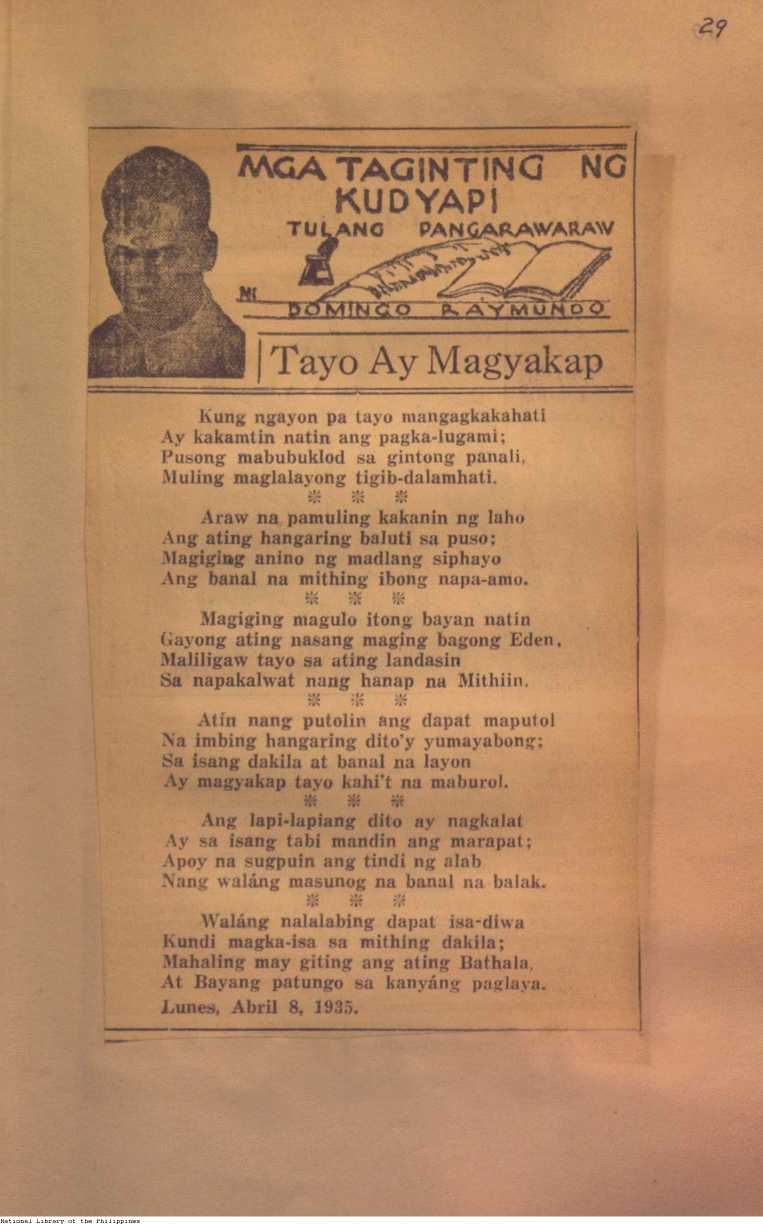 29
MGA TAGINTING NG
KUDYAPI
TULANG PANGARAWARAW
NI
DOMINGO RAYMUNDO
Tayo Ay Magyakap
Kung ngayon pa tayo mangagkakahati
Ay kakamtin natin ang pagka-lugami;
Pusong mabubuklod sa gintong panali,
Muling maglalayong tigib-dalamhati.
※ ※ ※
Araw na pamuling kakanin ng laho
Ang ating hangaring baluti sa puso;
Magiging anino ng madlang siphayo
Ang banal na mithing ibong napa-amo.
※ ※ ※
Magiging magulo itong bayan natin
Gayong ating nasang maging bagong Eden,
Maliligaw tayo sa ating landasin
Sa napakalwat nang hanap na Mithiin.
※ ※ ※
Atin nang putolin ang dapat maputol
Na imbing hangaring dito'y yumayabong;
Sa isang dakila at banal na layon
Ay magyakap tayo kahi't na maburol.
※ ※ ※
Ang lapi-lapiang dito ay nagkalat
Ay sa isang tabi mandin ang marapat;
Apoy na sugpuin ang tindi ng alab
Nang waláng masunog na banal na balak.
※ ※ ※
Waláng nalalabing dapat isa-diwa
Kundi magka-isa sa mithing dakila;
Mahaling may giting ang ating Bathala,
At Bayang patungo sa kanyáng paglaya.
Lunes, Abril 8, 1935.
National Library of the Philippines